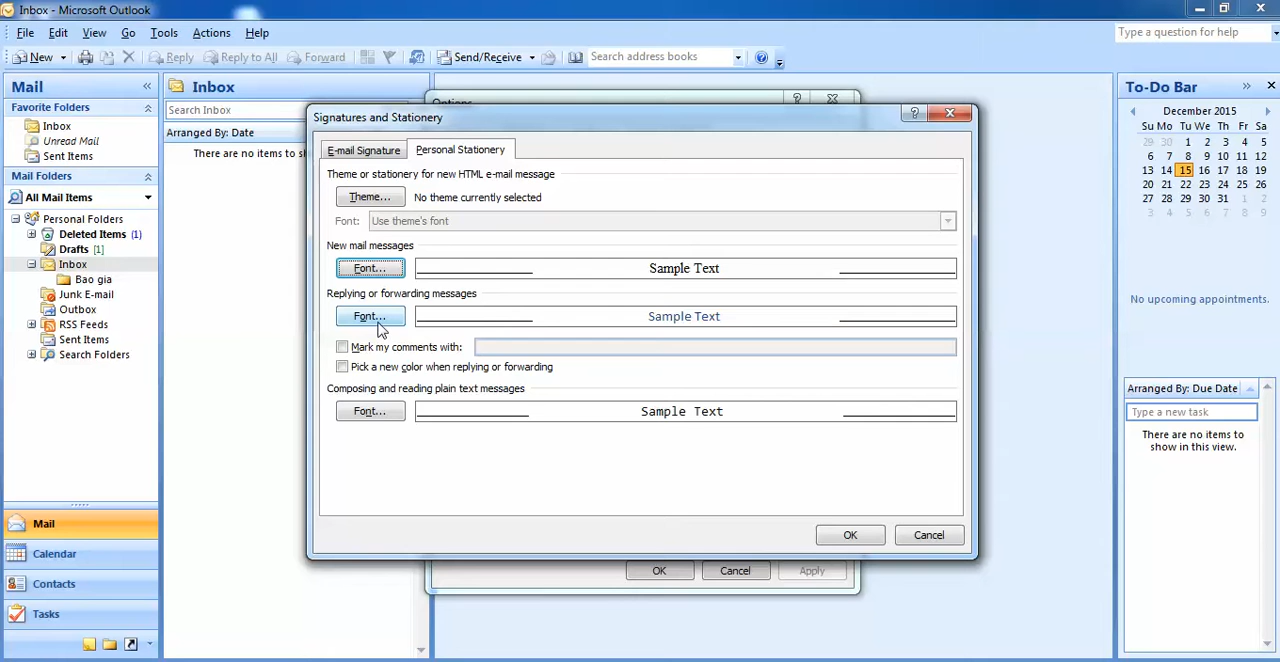 Inbox - Microsoft Outlook
File Edit View Go Tools Actions Help
Type a question for help
New Reply Reply to All Forward Send/Receive Search address books
Mail «
Favorite Folders
Inbox
Unread Mail
Sent Items
Mail Folders
All Mail Items
Personal Folders
Deleted Items (1)
Drafts [1]
Inbox
Bao gia
Junk E-mail
Outbox
RSS Feeds
Sent Items
Search Folders
Mail
Calendar
Contacts
Tasks
Inbox
Search Inbox
Arranged By: Date
There are no items to
Signatures and Stationery
E-mail Signature Personal Stationery
Theme or stationery for new HTML e-mail message
Theme... No theme currently selected
Font: Use theme's font
New mail messages
Font... Sample Text
Replying or forwarding messages
Font... Sample Text
Mark my comments with:
Pick a new color when replying or forwarding
Composing and reading plain text messages
Font... Sample Text
OK Cancel
OK Cancel Apply
To-Do Bar »
December 2015
Su Mo Tu We Th Fr Sa
29 30 1 2 3 4 5
6 7 8 9 10 11 12
13 14 15 16 17 18 19
20 21 22 23 24 25 26
27 28 29 30 31 1 2
3 4 5 6 7 8 9
No upcoming appointments.
Arranged By: Due Date
Type a new task
There are no items to
show in this view.